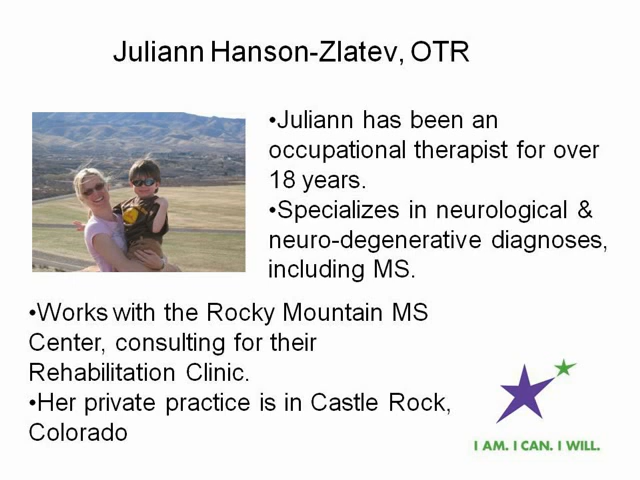 Juliann Hanson-Zlatev, OTR
•Juliann has been an
occupational therapist for over
18 years.
•Specializes in neurological &
neuro-degenerative diagnoses,
including MS.
•Works with the Rocky Mountain MS
Center, consulting for their
Rehabilitation Clinic.
•Her private practice is in Castle Rock,
Colorado
I AM. I CAN. I WILL.